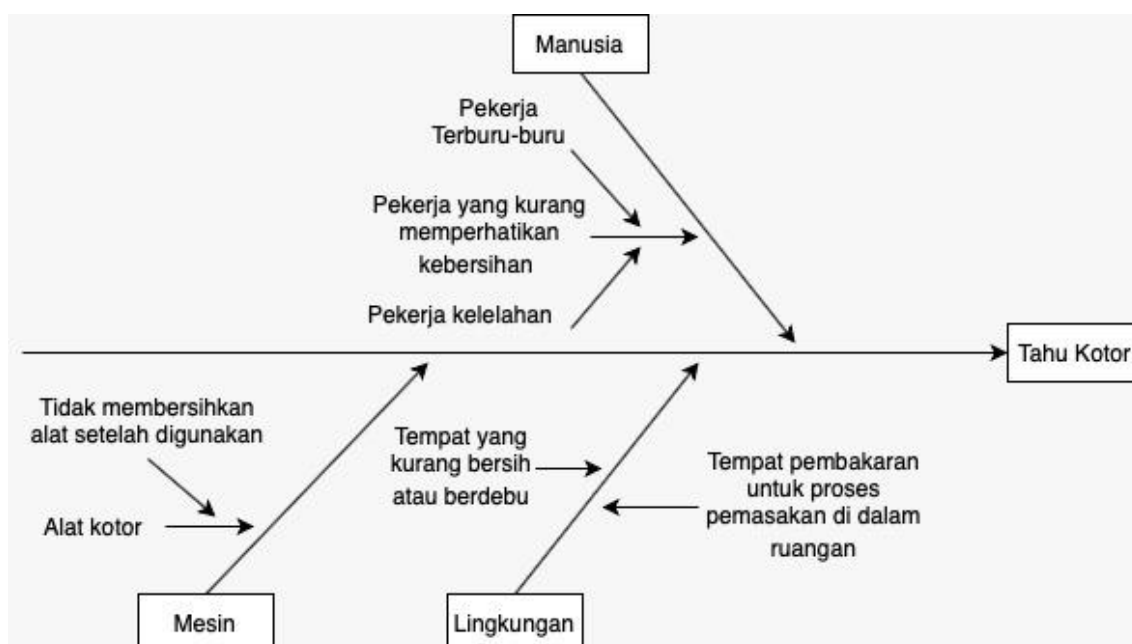 Manusia
Pekerja
Terburu-buru
Pekerja yang kurang
memperhatikan
kebersihan
Pekerja kelelahan
Tahu Kotor
Tidak membersihkan
alat setelah digunakan
Alat kotor
Tempat yang
kurang bersih
atau berdebu
Tempat pembakaran
untuk proses
pemasakan di dalam
ruangan
Mesin
Lingkungan